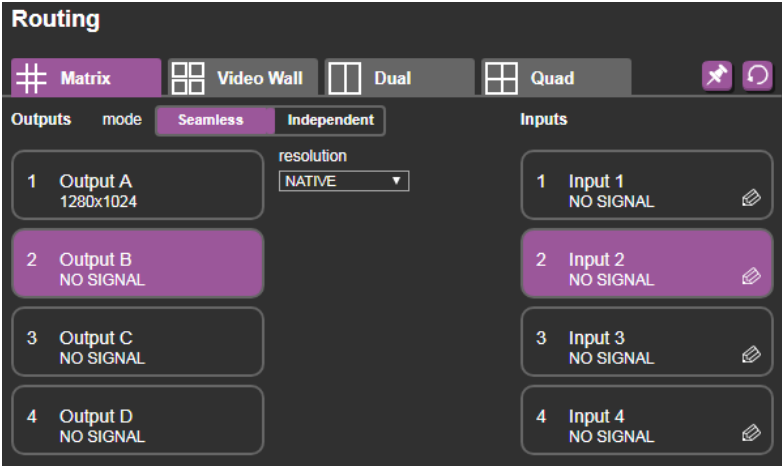 Routing
Matrix
Video Wall
Dual
Quad
Outputs mode Seamless Independent Inputs
resolution
NATIVE
1 Output A
1280x1024
1 Input 1
NO SIGNAL
2 Output B
NO SIGNAL
2 Input 2
NO SIGNAL
3 Output C
NO SIGNAL
3 Input 3
NO SIGNAL
4 Output D
NO SIGNAL
4 Input 4
NO SIGNAL